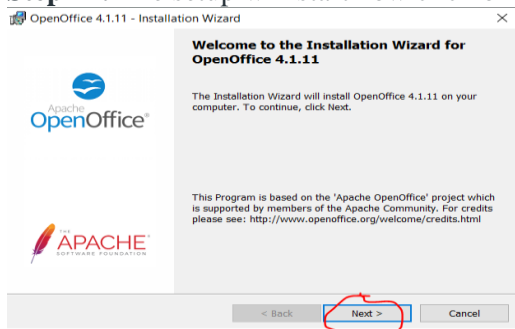 OpenOffice 4.1.11 - Installation Wizard
Welcome to the Installation Wizard for
OpenOffice 4.1.11
The Installation Wizard will install OpenOffice 4.1.11 on your
computer. To continue, click Next.
Apache
OpenOffice®
This Program is based on the 'Apache OpenOffice' project which
is supported by members of the Apache Community. For credits
please see: http://www.openoffice.org/welcome/credits.html
THE
APACHE®
SOFTWARE FOUNDATION
< Back
Next >
Cancel